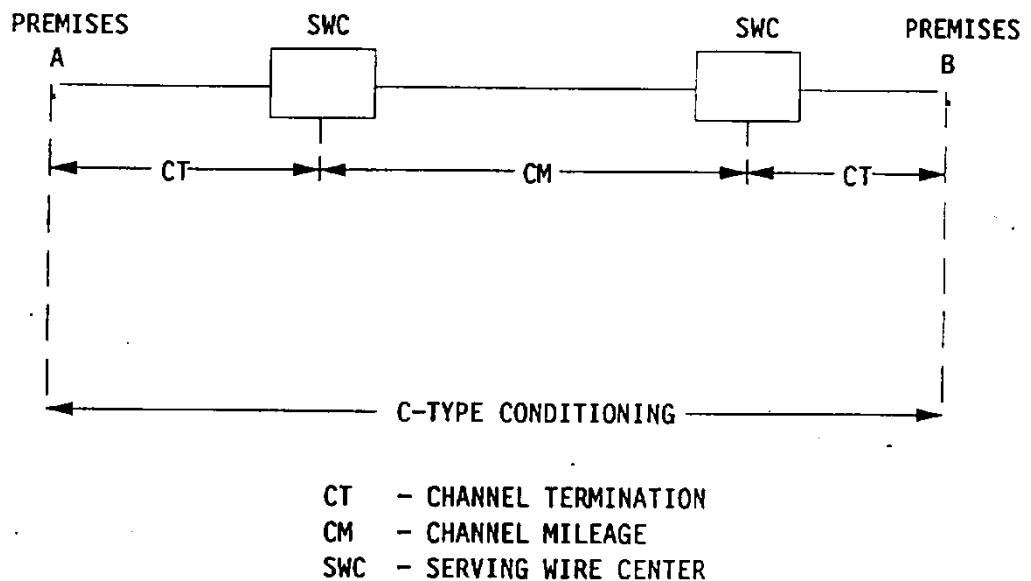 PREMISES SWC SWC PREMISES
A B
CT CM CT
C-TYPE CONDITIONING
CT - CHANNEL TERMINATION
CM - CHANNEL MILEAGE
SWC - SERVING WIRE CENTER